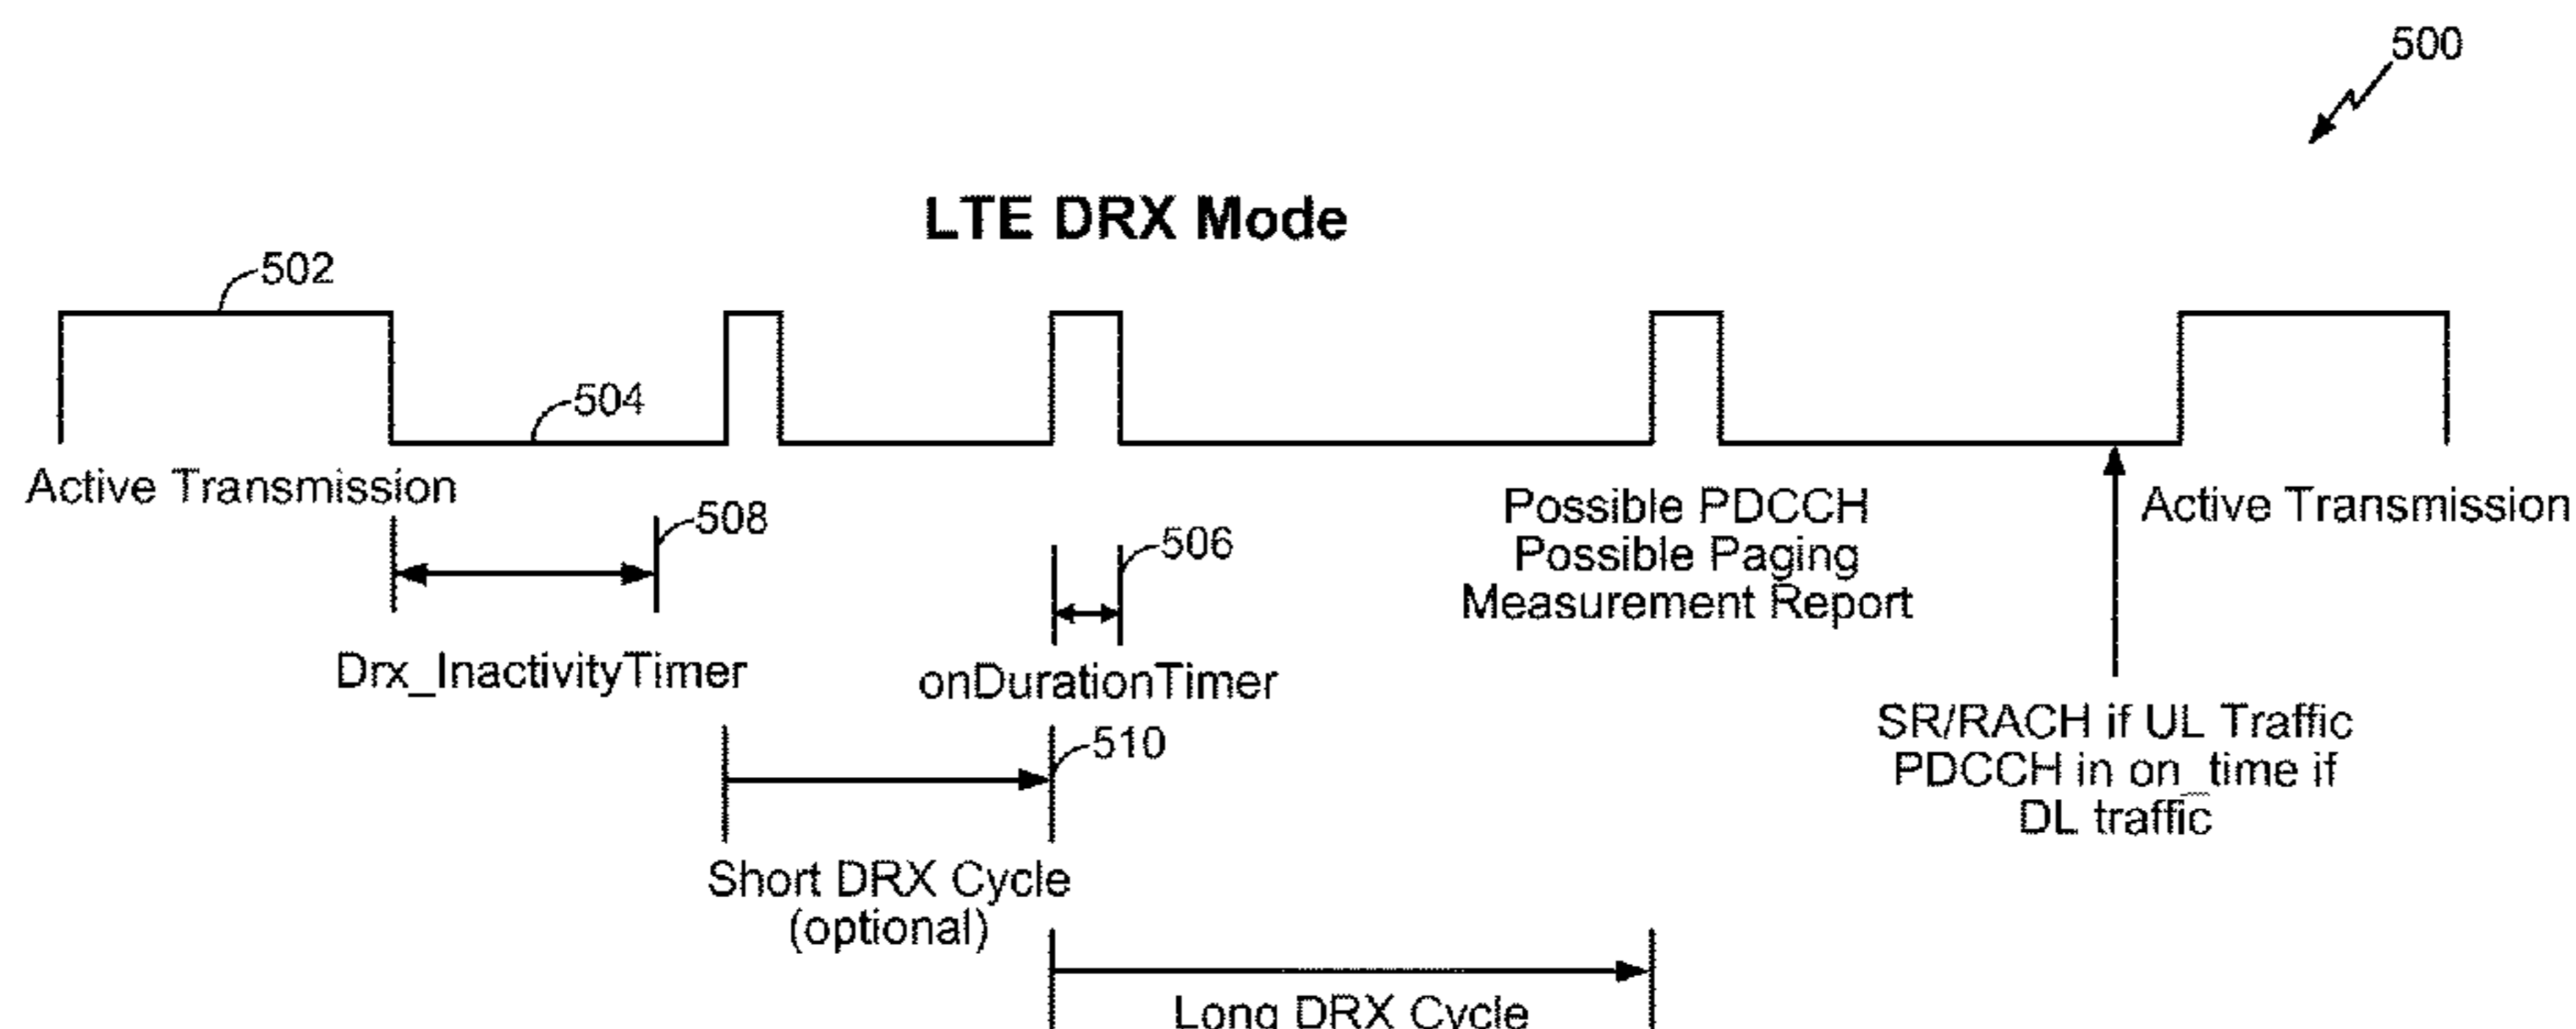 500
LTE DRX Mode
502
504
Active Transmission
508
Drx_InactivityTimer
506
onDurationTimer
Possible PDCCH
Possible Paging
Measurement Report
Active Transmission
SR/RACH if UL Traffic
PDCCH in on_time if
DL traffic
510
Short DRX Cycle
(optional)
Long DRX Cycle